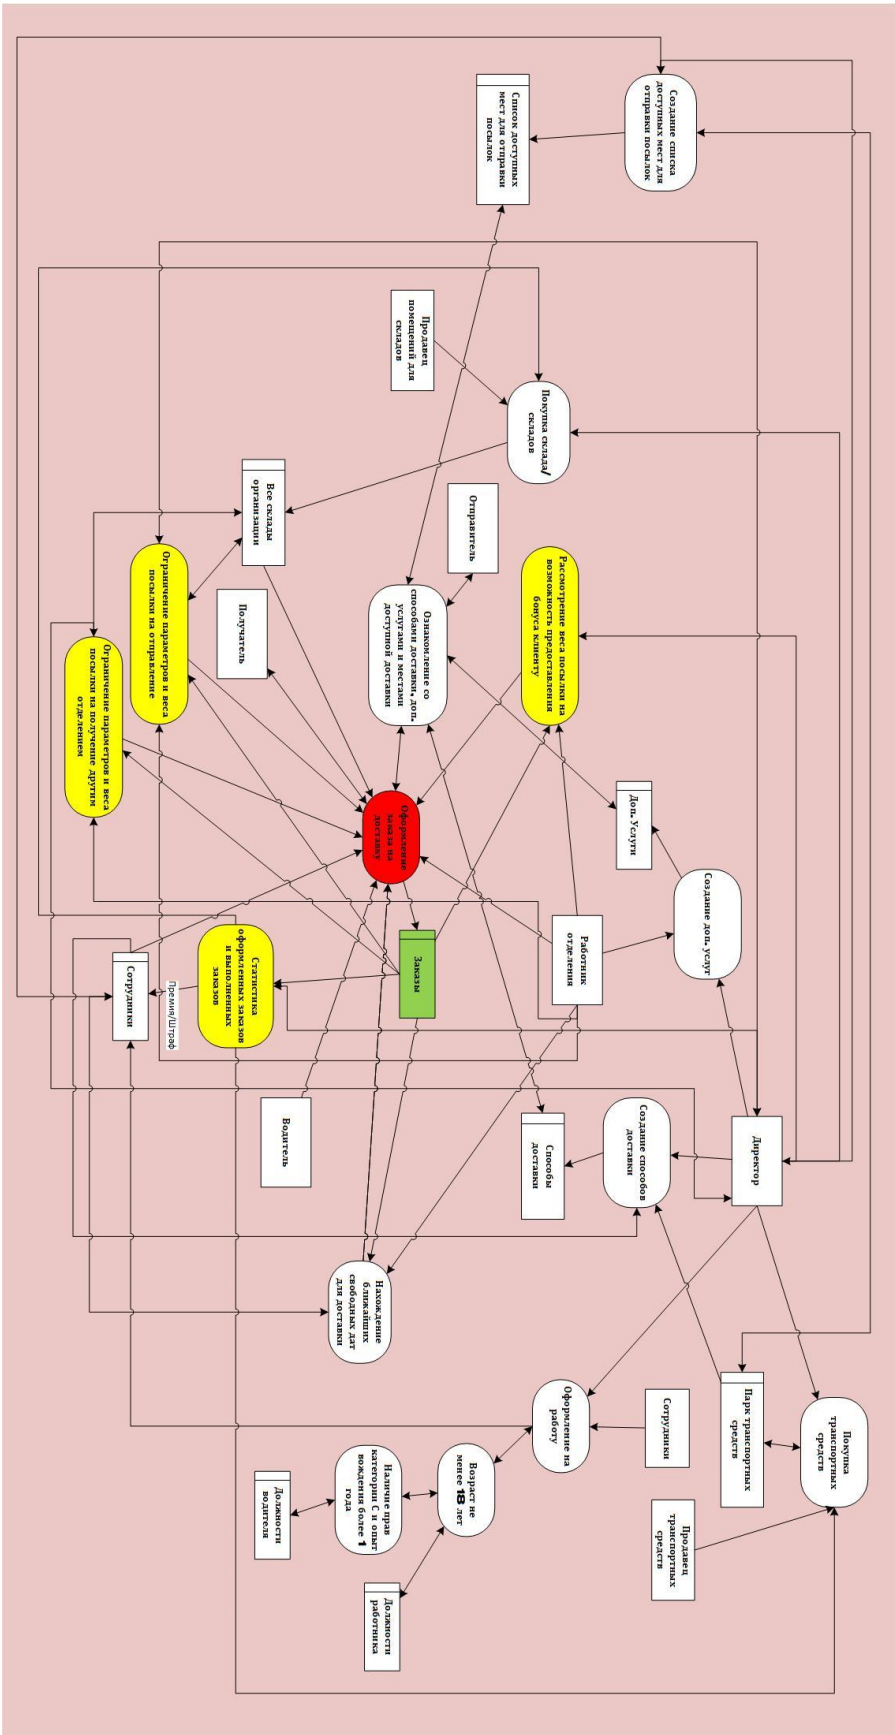 Покупка
транспортных
средств
Директор
Парк транспортных
средств
Создание доп. услуг
Продавец
транспортных
средств
Создание списка
доступных мест для
отправки посылок
Доп. Услуги
Создание способов
доставки
Сотрудники
Рассмотрение веса посылки на
возможность предоставления
бонуса клиенту
Работник
отделения
Способы
доставки
Оформление на
работу
Список доступных
мест для отправки
посылок
Покупка склада/
складов
Отправитель
Возраст не
менее 18 лет
Продавец
помещений для
складов
Ознакомление со
способами доставки, доп.
услугами и местами
доступной доставки
Оформление
заказа на
доставку
Заказы
Нахождение
ближайших
свободных дат
для доставки
Наличие прав
категории С и опыт
вождения более 1
года
Должности
работника
Все склады
организации
Получатель
Статистика
оформленных заказов
и выполненных
заказов
Водитель
Должности
водителя
Ограничение параметров и веса
посылки на отправление
Премия/Штраф
Сотрудники
Ограничение параметров и веса
посылки на получение другим
отделением